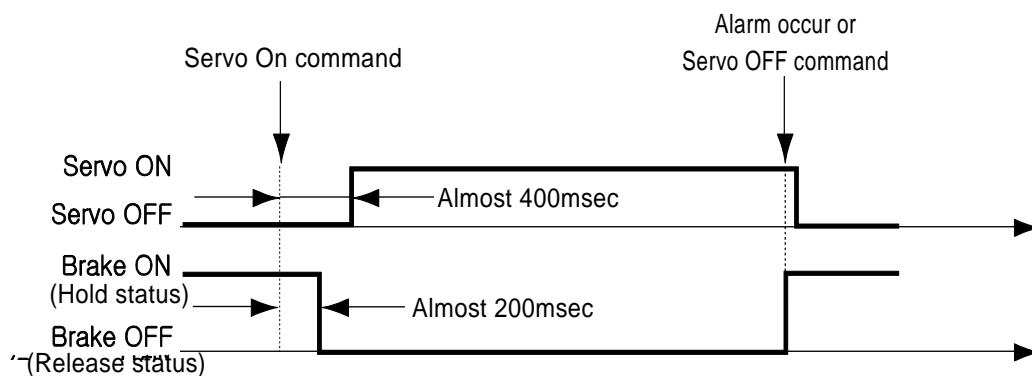 Alarm occur or
Servo OFF command
Servo On command
Servo ON
Almost 400msec
Servo OFF
Brake ON
(Hold status)
Almost 200msec
Brake OFF
(Release status)